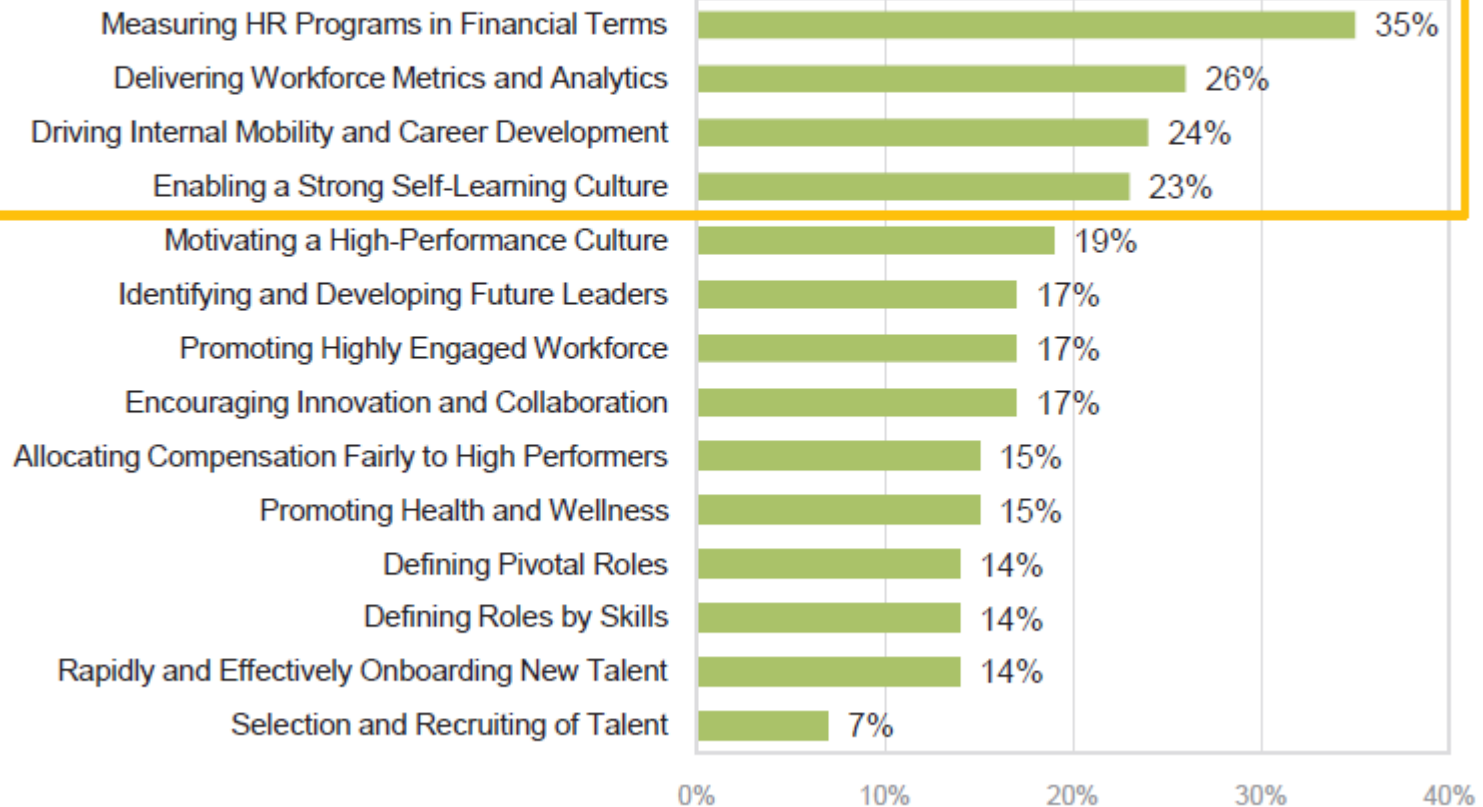 Measuring HR Programs in Financial Terms 35%
Delivering Workforce Metrics and Analytics 26%
Driving Internal Mobility and Career Development 24%
Enabling a Strong Self-Learning Culture 23%
Motivating a High-Performance Culture 19%
Identifying and Developing Future Leaders 17%
Promoting Highly Engaged Workforce 17%
Encouraging Innovation and Collaboration 17%
Allocating Compensation Fairly to High Performers 15%
Promoting Health and Wellness 15%
Defining Pivotal Roles 14%
Defining Roles by Skills 14%
Rapidly and Effectively Onboarding New Talent 14%
Selection and Recruiting of Talent 7%
0% 10% 20% 30% 40%